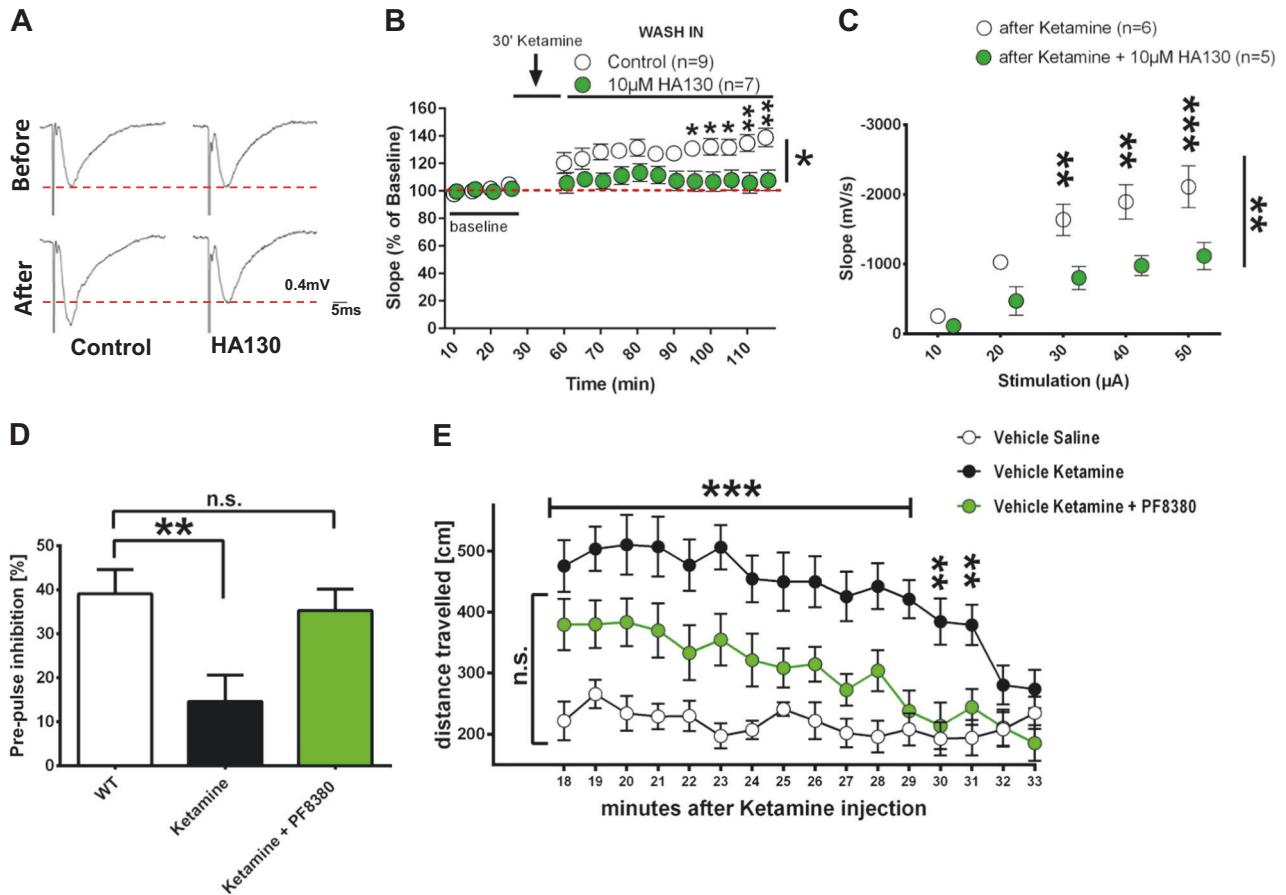 A
Before
After
0.4mV
5ms
Control
HA130
B
WASH IN
30' Ketamine
Control (n=9)
10µM HA130 (n=7)
Slope (% of Baseline)
160
140
120
100
80
60
40
20
0
baseline
* * * ** **
*
10
20
30
60
70
80
90
100
110
Time (min)
C
after Ketamine (n=6)
after Ketamine + 10µM HA130 (n=5)
Slope (mV/s)
-3000
-2000
-1000
0
** ** ***
**
10
20
30
40
50
Stimulation (µA)
D
n.s.
**
Pre-pulse inhibition [%]
50
40
30
20
10
0
WT
Ketamine
Ketamine + PF8380
E
Vehicle Saline
Vehicle Ketamine
Vehicle Ketamine + PF8380
***
** **
n.s.
distance travelled [cm]
500
400
300
200
18 19 20 21 22 23 24 25 26 27 28 29 30 31 32 33
minutes after Ketamine injection